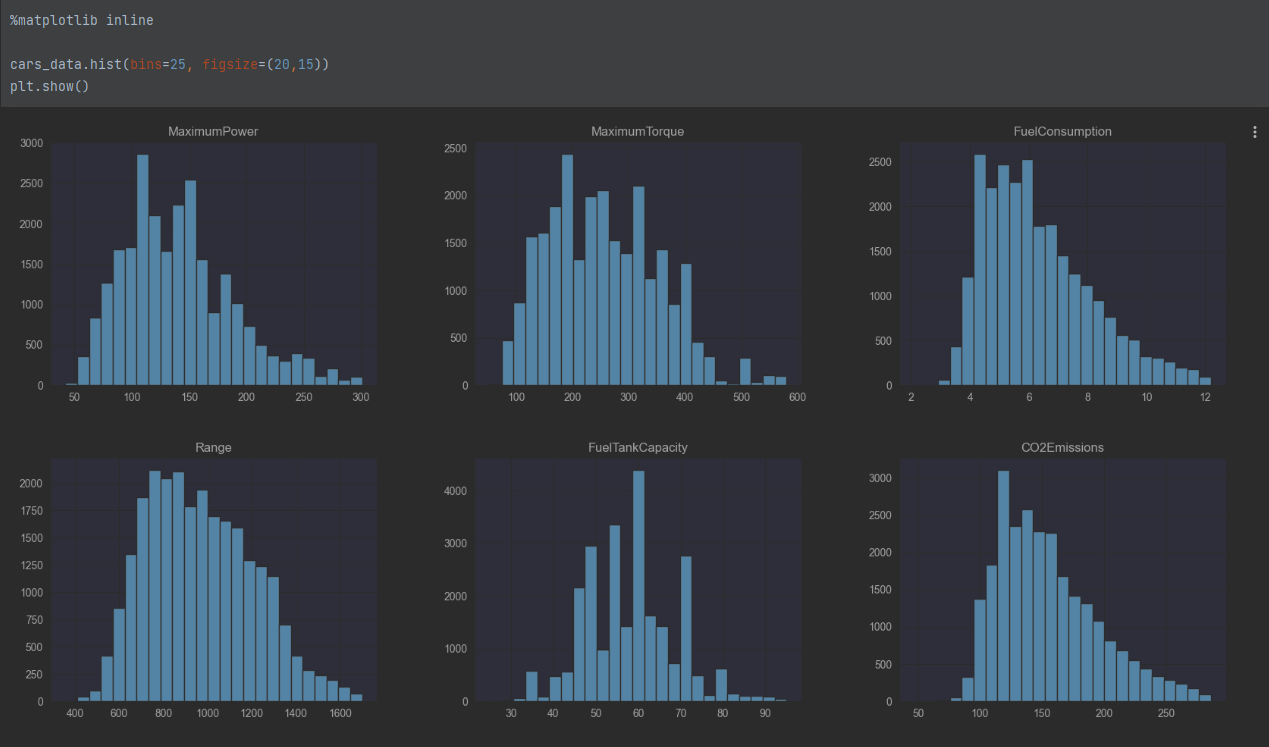 %matplotlib inline
cars_data.hist(bins=25, figsize=(20,15))
plt.show()
MaximumPower
3000
2500
2000
1500
1000
500
0
50 100 150 200 250 300
MaximumTorque
2500
2000
1500
1000
500
0
100 200 300 400 500 600
FuelConsumption
2500
2000
1500
1000
500
0
2 4 6 8 10 12
Range
2000
1750
1500
1250
1000
750
500
250
0
400 600 800 1000 1200 1400 1600
FuelTankCapacity
4000
3000
2000
1000
0
30 40 50 60 70 80 90
CO2Emissions
3000
2500
2000
1500
1000
500
0
50 100 150 200 250